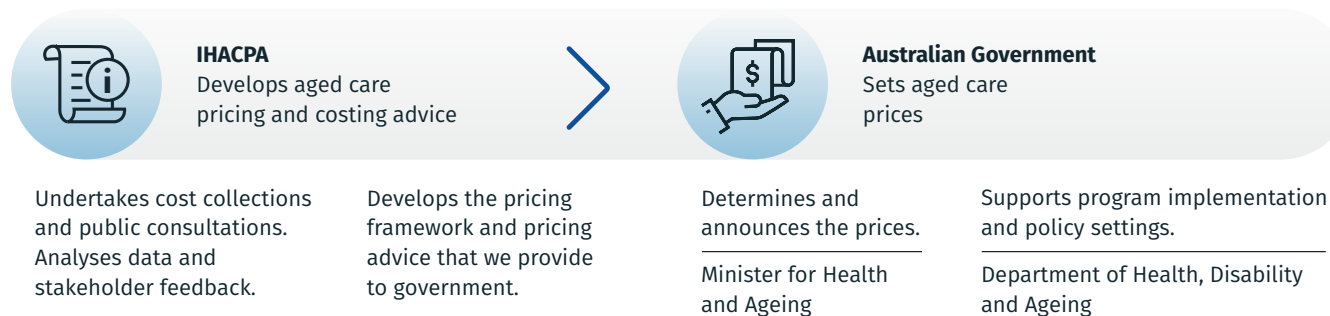 IHACPA
Develops aged care
pricing and costing advice
Australian Government
Sets aged care
prices
Undertakes cost collections
and public consultations.
Analyses data and
stakeholder feedback.
Develops the pricing
framework and pricing
advice that we provide
to government.
Determines and
announces the prices.
Minister for Health
and Ageing
Supports program implementation
and policy settings.
Department of Health, Disability
and Ageing